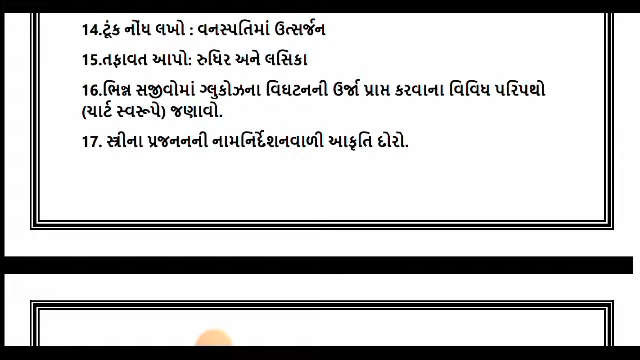 14.ટૂંક નોંધ લખો : વનસ્પતિમાં ઉત્સર્જન
15.તફાવત આપો: રુધિર અને લસિકા
16.ભિન્ન સજીવોમાં ગ્લુકોઝના વિઘટનની ઉર્જા પ્રાપ્ત કરવાના વિવિધ પરિપથો
(ચાર્ટ સ્વરૂપે) જણાવો.
17. સ્ત્રીના પ્રજનનની નામનિર્દેશનવાળી આકૃતિ દોરો.